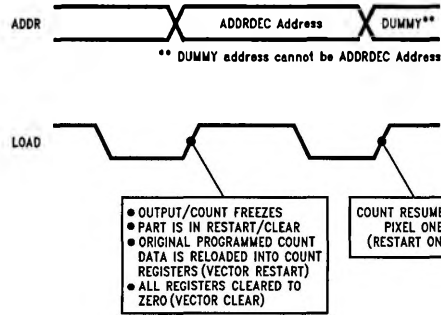 ADDR
ADDRDEC Address
DUMMY**
** DUMMY address cannot be ADDRDEC Address
LOAD
● OUTPUT/COUNT FREEZES
● PART IS IN RESTART/CLEAR
● ORIGINAL PROGRAMMED COUNT
DATA IS RELOADED INTO COUNT
REGISTERS (VECTOR RESTART)
● ALL REGISTERS CLEARED TO
ZERO (VECTOR CLEAR)
COUNT RESUME
PIXEL ONE
(RESTART ON